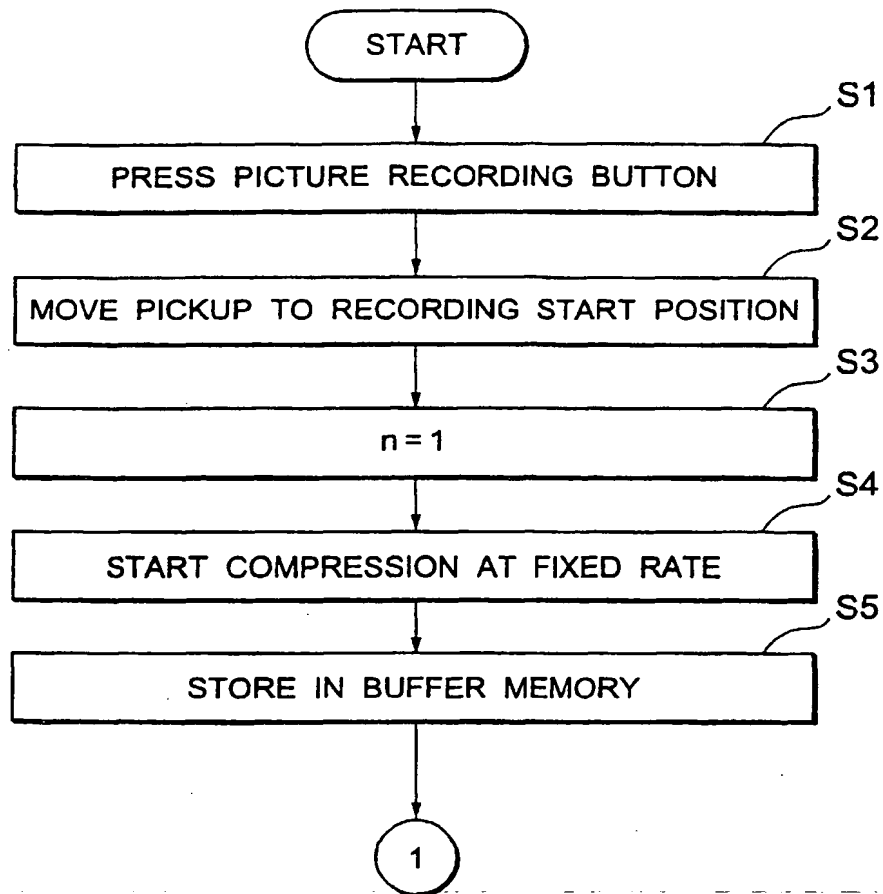 START
S1
PRESS PICTURE RECORDING BUTTON
S2
MOVE PICKUP TO RECORDING START POSITION
S3
n = 1
S4
START COMPRESSION AT FIXED RATE
S5
STORE IN BUFFER MEMORY
1